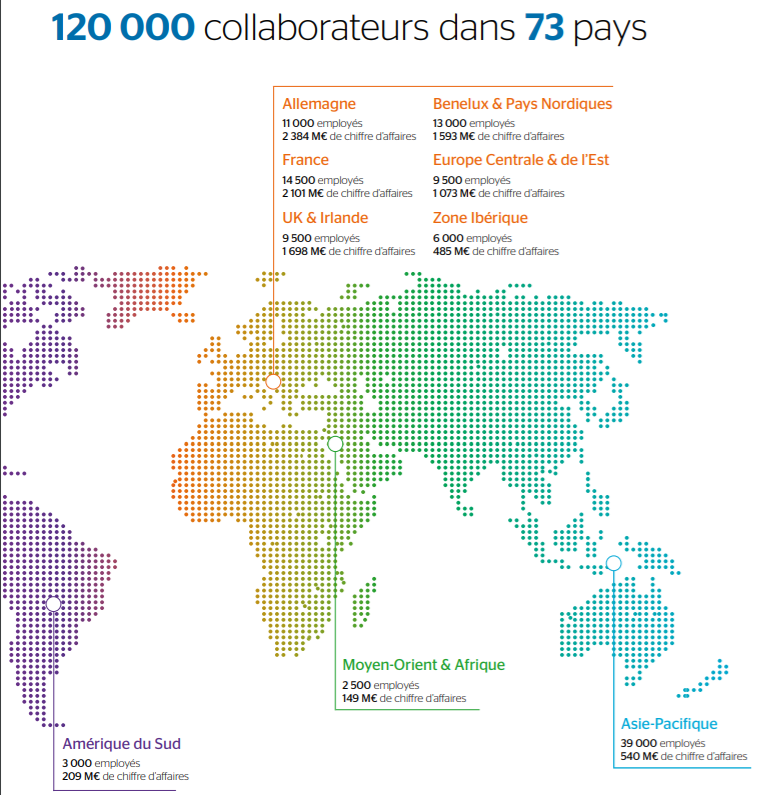 120 000 collaborateurs dans 73 pays
Allemagne
11 000 employés
2 384 M€ de chiffre d'affaires
France
14 500 employés
2 101 M€ de chiffre d'affaires
UK & Irlande
9 500 employés
1 698 M€ de chiffre d'affaires
Benelux & Pays Nordiques
13 000 employés
1 593 M€ de chiffre d'affaires
Europe Centrale & de l'Est
9 500 employés
1 073 M€ de chiffre d'affaires
Zone Ibérique
6 000 employés
485 M€ de chiffre d'affaires
Moyen-Orient & Afrique
2 500 employés
149 M€ de chiffre d'affaires
Amérique du Sud
3 000 employés
209 M€ de chiffre d'affaires
Asie-Pacifique
39 000 employés
540 M€ de chiffre d'affaires